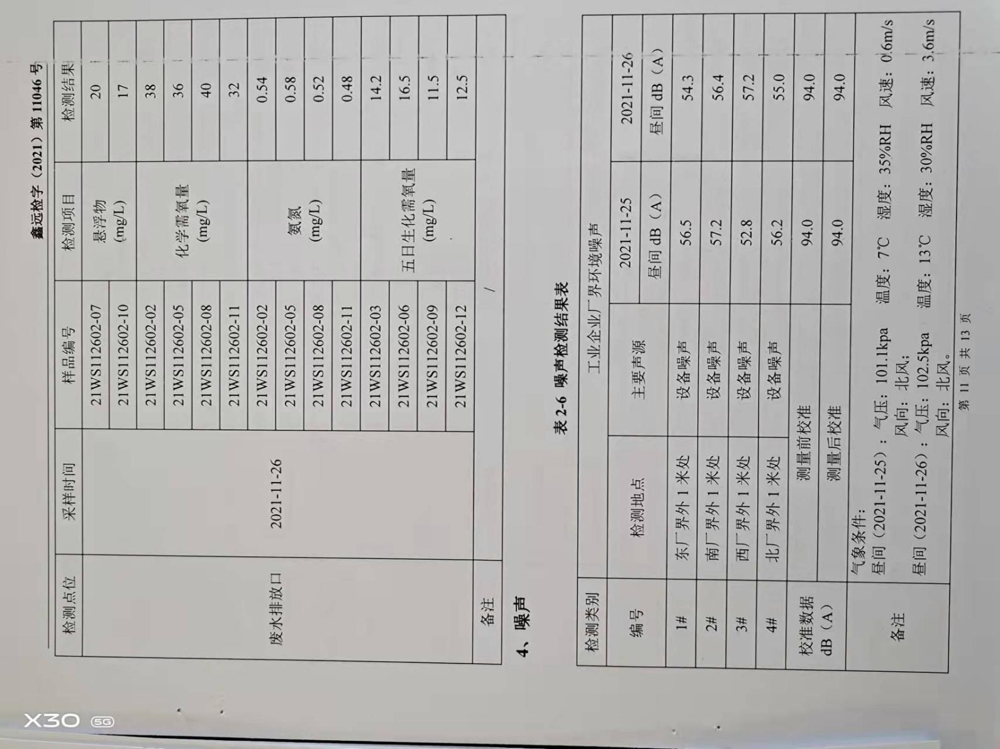 鑫远检字（2021）第 11046 号
检测点位 采样时间 样品编号 检测项目 检测结果
废水排放口 2021-11-26 21WS112602-07 悬浮物 (mg/L) 20
21WS112602-10 17
21WS112602-02 化学需氧量 (mg/L) 38
21WS112602-05 36
21WS112602-08 40
21WS112602-11 32
21WS112602-02 氨氮 (mg/L) 0.54
21WS112602-05 0.58
21WS112602-08 0.52
21WS112602-11 0.48
21WS112602-03 五日生化需氧量 (mg/L) 14.2
21WS112602-06 16.5
21WS112602-09 11.5
21WS112602-12 12.5
备注 /
4、噪声
表 2-6 噪声检测结果表
检测类别 工业企业厂界环境噪声
编号 检测地点 主要声源 2021-11-25 2021-11-26
昼间 dB（A） 昼间 dB（A）
1# 东厂界外 1 米处 设备噪声 56.5 54.3
2# 南厂界外 1 米处 设备噪声 57.2 56.4
3# 西厂界外 1 米处 设备噪声 52.8 57.2
4# 北厂界外 1 米处 设备噪声 56.2 55.0
校准数据 dB（A） 测量前校准 94.0 94.0
测量后校准 94.0 94.0
备注 气象条件：
昼间（2021-11-25）：气压：101.1kpa 温度：7℃ 湿度：35%RH 风速：0.6m/s
风向：北风；
昼间（2021-11-26）：气压：102.5kpa 温度：13℃ 湿度：30%RH 风速：3.6m/s
风向：北风。
第 11 页 共 13 页
X30 5G